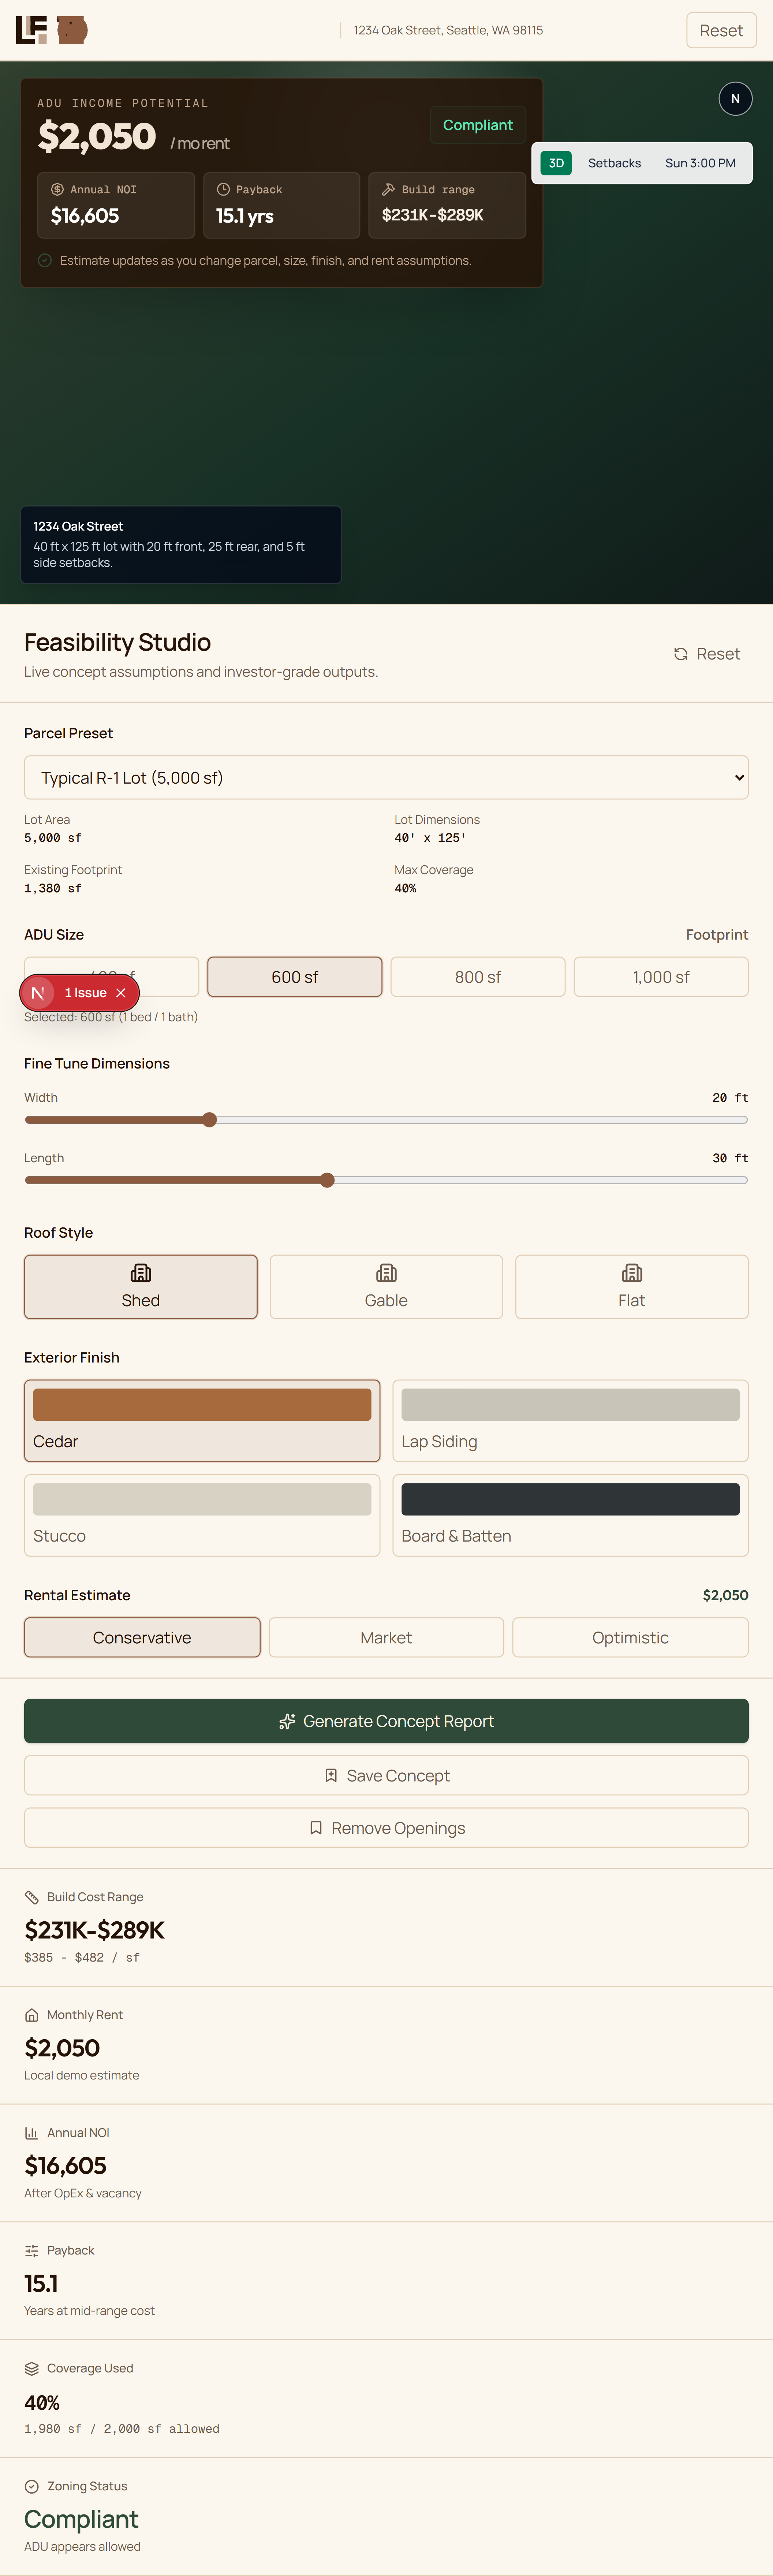 LF
1234 Oak Street, Seattle, WA 98115
Reset
ADU INCOME POTENTIAL
$2,050 / mo rent
Compliant
N
Annual NOI
$16,605
Payback
15.1 yrs
Build range
$231K-$289K
3D Setbacks Sun 3:00 PM
Estimate updates as you change parcel, size, finish, and rent assumptions.
1234 Oak Street
40 ft x 125 ft lot with 20 ft front, 25 ft rear, and 5 ft
side setbacks.
Feasibility Studio
Live concept assumptions and investor-grade outputs.
Reset
Parcel Preset
Typical R-1 Lot (5,000 sf)
Lot Area
5,000 sf
Lot Dimensions
40' x 125'
Existing Footprint
1,380 sf
Max Coverage
40%
ADU Size
Footprint
600 sf
800 sf
1,000 sf
N 1 Issue
Selected: 600 sf (1 bed / 1 bath)
Fine Tune Dimensions
Width
20 ft
Length
30 ft
Roof Style
Shed
Gable
Flat
Exterior Finish
Cedar
Lap Siding
Stucco
Board & Batten
Rental Estimate
$2,050
Conservative
Market
Optimistic
Generate Concept Report
Save Concept
Remove Openings
Build Cost Range
$231K-$289K
$385 - $482 / sf
Monthly Rent
$2,050
Local demo estimate
Annual NOI
$16,605
After OpEx & vacancy
Payback
15.1
Years at mid-range cost
Coverage Used
40%
1,980 sf / 2,000 sf allowed
Zoning Status
Compliant
ADU appears allowed